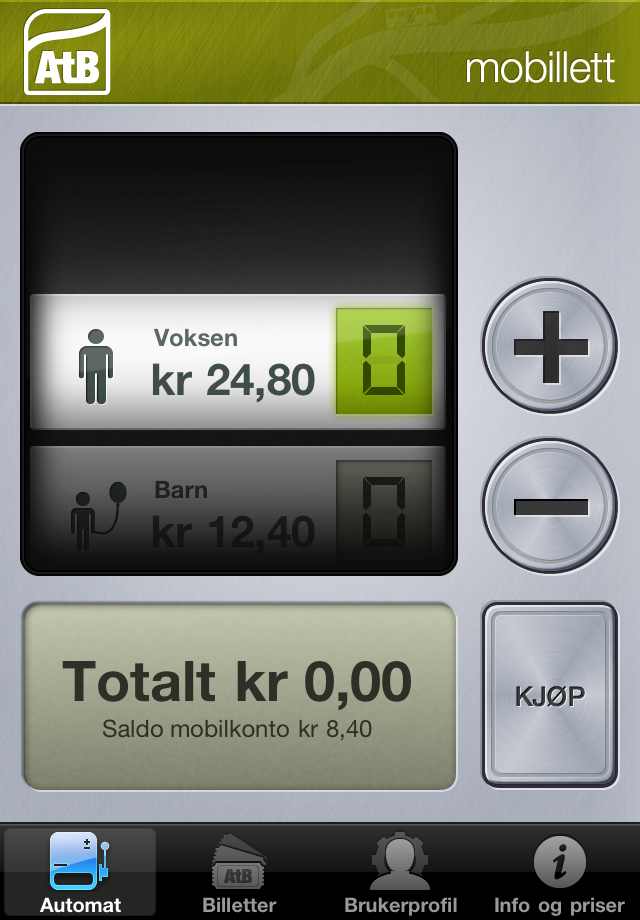 AtB
mobillett
Voksen
kr 24,80
0
Barn
kr 12,40
0
+
−
Totalt kr 0,00
Saldo mobilkonto kr 8,40
KJØP
AtB
Automat
Billetter
Brukerprofil
Info og priser